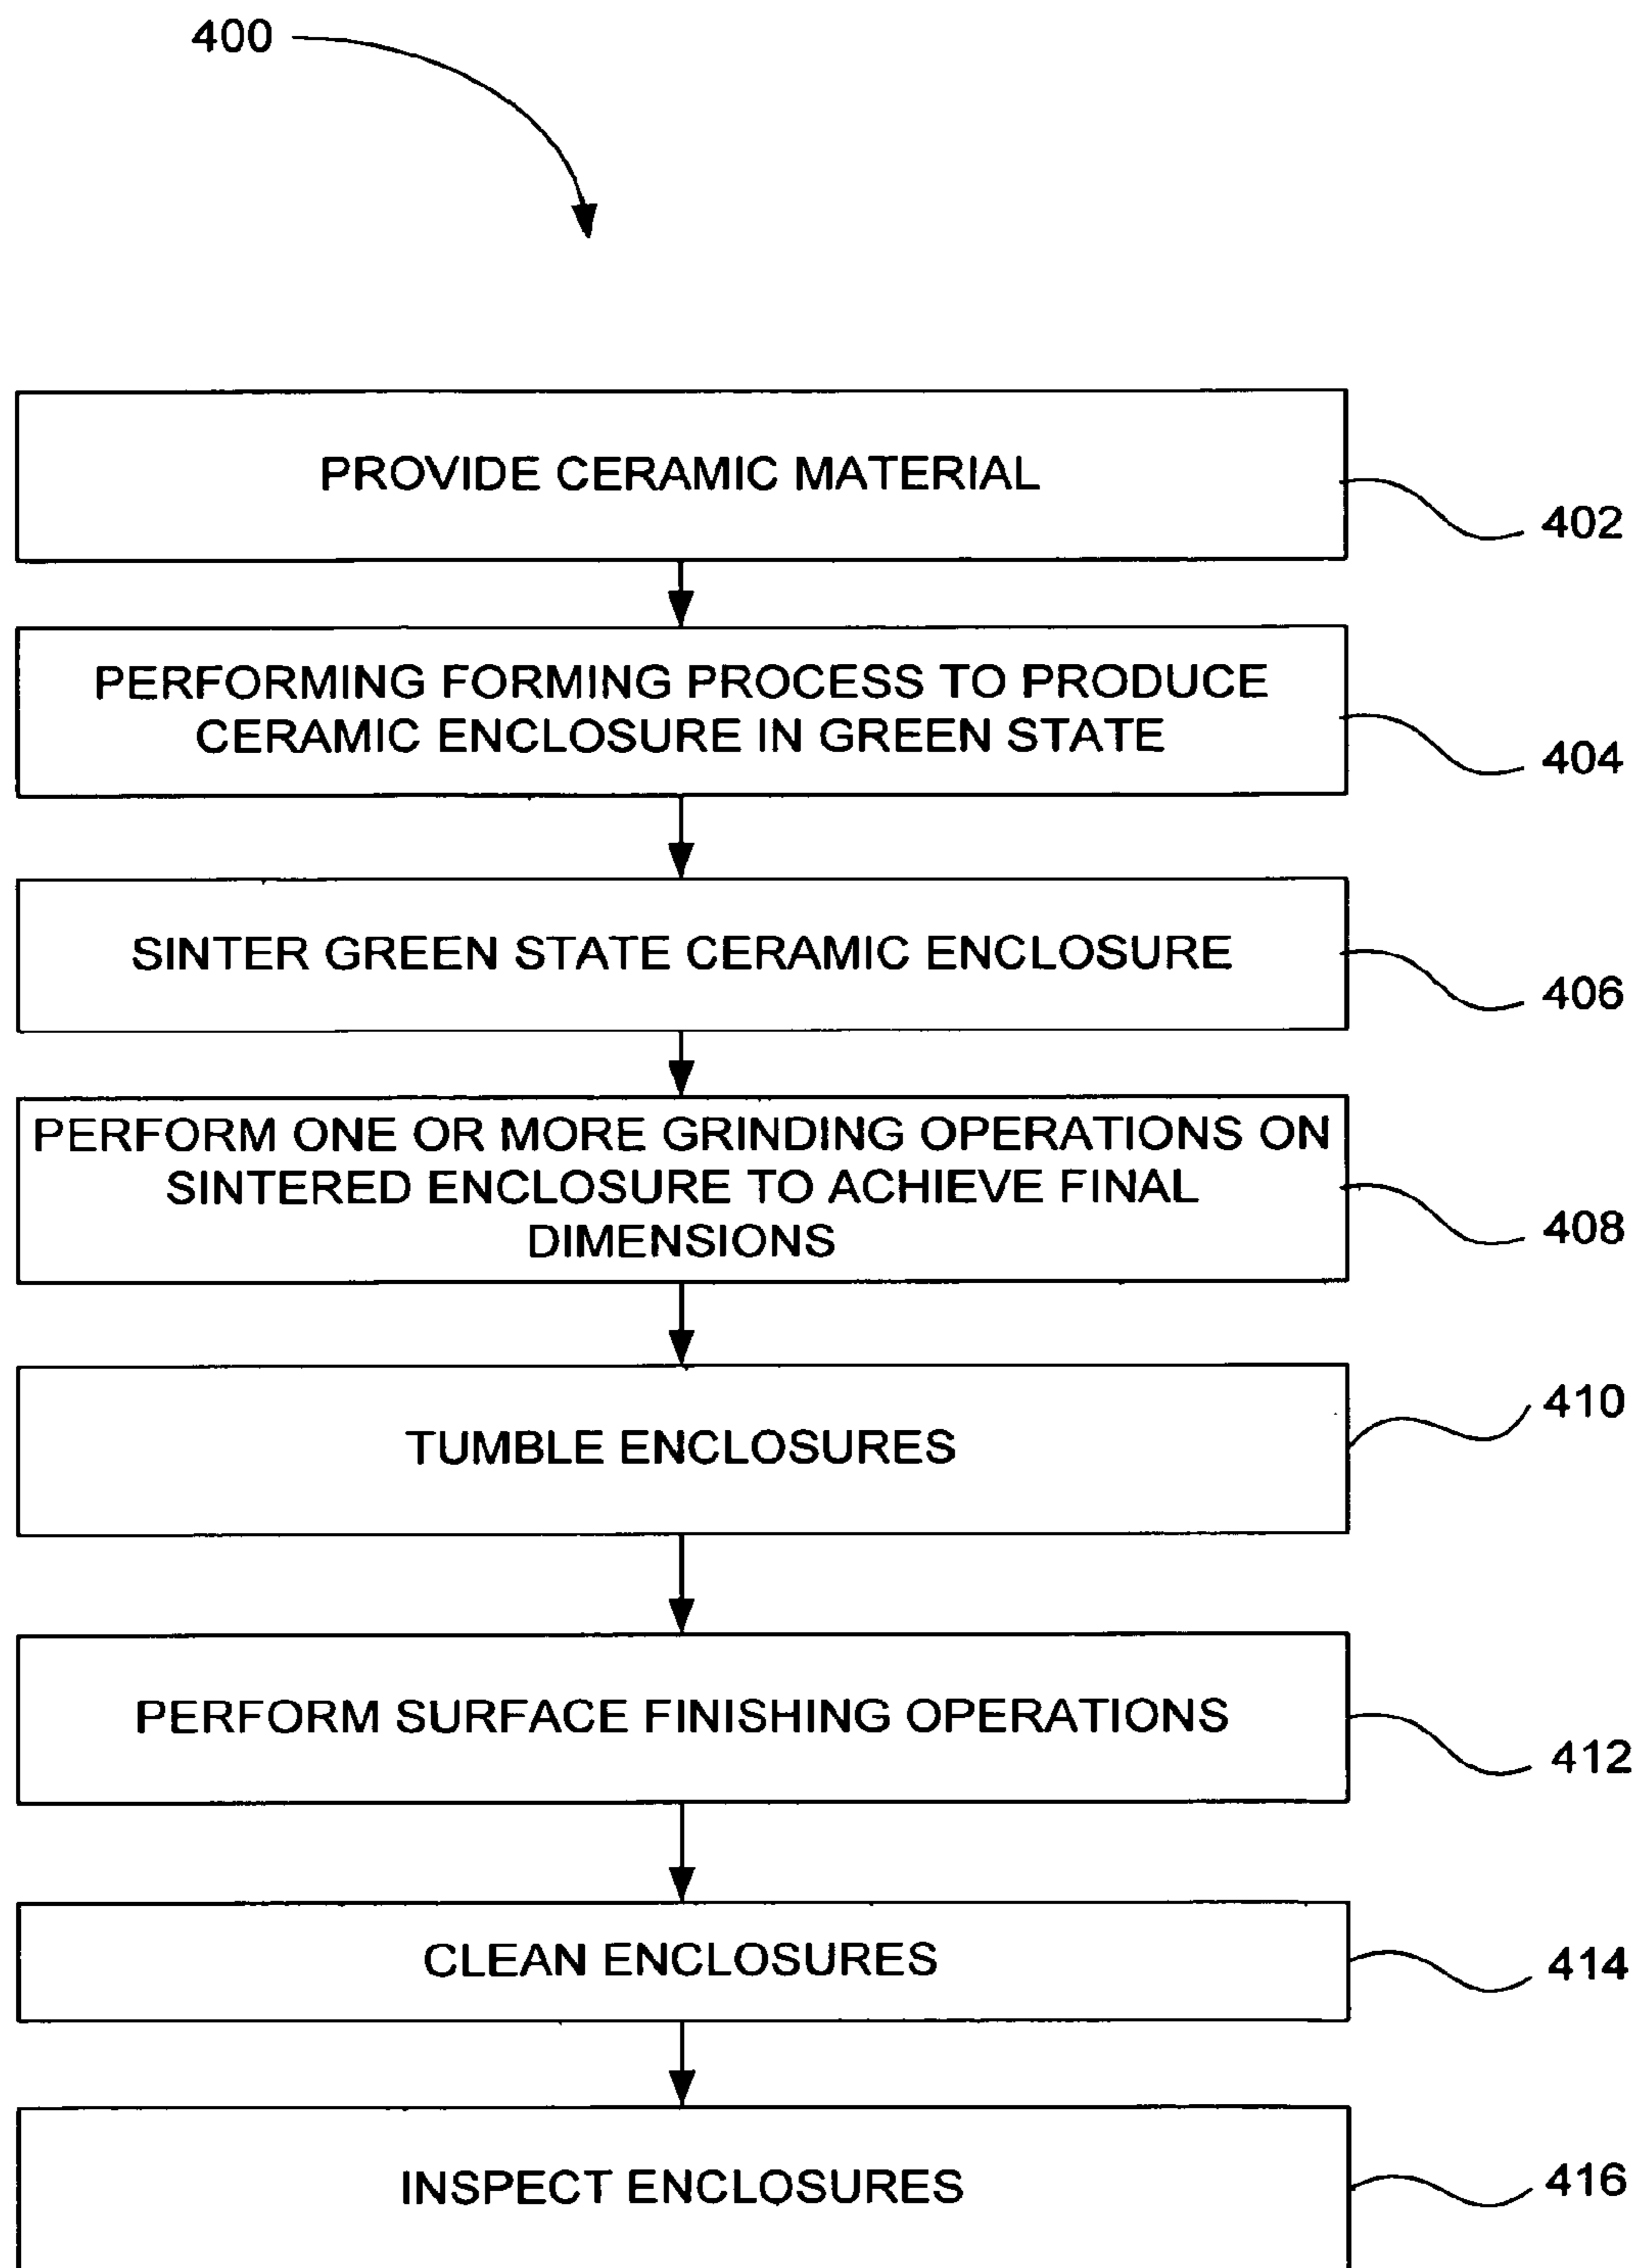 400
PROVIDE CERAMIC MATERIAL
402
PERFORMING FORMING PROCESS TO PRODUCE
CERAMIC ENCLOSURE IN GREEN STATE
404
SINTER GREEN STATE CERAMIC ENCLOSURE
406
PERFORM ONE OR MORE GRINDING OPERATIONS ON
SINTERED ENCLOSURE TO ACHIEVE FINAL
DIMENSIONS
408
TUMBLE ENCLOSURES
410
PERFORM SURFACE FINISHING OPERATIONS
412
CLEAN ENCLOSURES
414
INSPECT ENCLOSURES
416